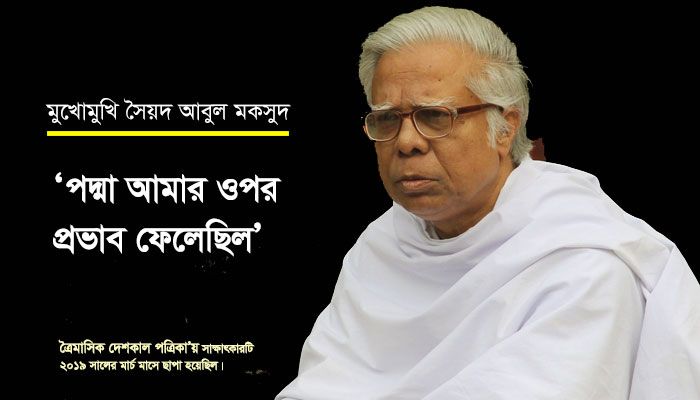 মুখোমুখি সৈয়দ আবুল মকসুদ
‘পদ্মা আমার ওপর
প্রভাব ফেলেছিল’
ত্রৈমাসিক দেশকাল পত্রিকা’য় সাক্ষাৎকারটি
২০১৯ সালের মার্চ মাসে ছাপা হয়েছিল।